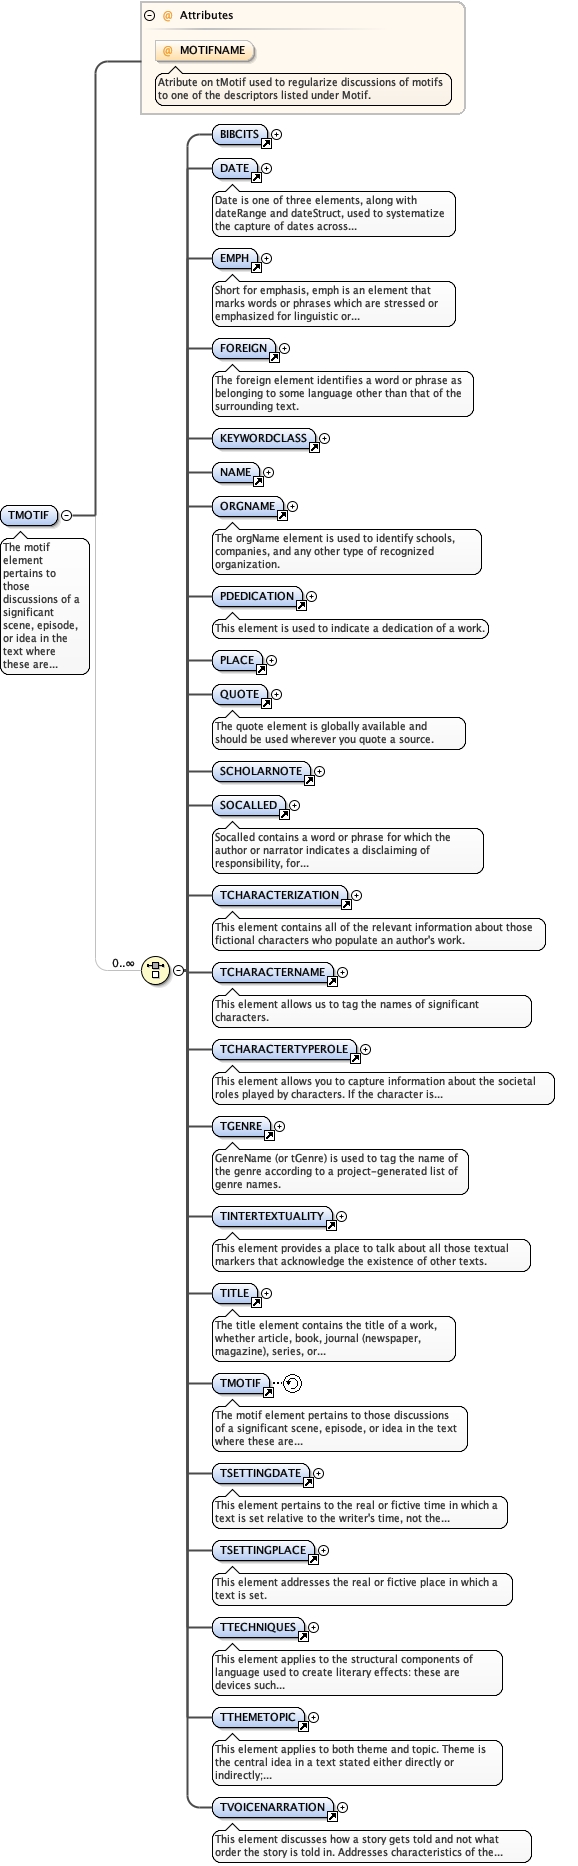 @ Attributes
@ MOTIFNAME
Atribute on tMotif used to regularize discussions of motifs
to one of the descriptors listed under Motif.
BIBCITS
DATE
Date is one of three elements, along with
dateRange and dateStruct, used to systematize
the capture of dates across...
EMPH
Short for emphasis, emph is an element that
marks words or phrases which are stressed or
emphasized for linguistic or...
FOREIGN
The foreign element identifies a word or phrase as
belonging to some language other than that of the
surrounding text.
KEYWORDCLASS
NAME
ORGNAME
The orgName element is used to identify schools,
companies, and any other type of recognized
organization.
TMOTIF
The motif
element
pertains to
those
discussions of a
significant
scene, episode,
or idea in the
text where
these are...
PDEDICATION
This element is used to indicate a dedication of a work.
PLACE
QUOTE
The quote element is globally available and
should be used wherever you quote a source.
SCHOLARNOTE
SOCALLED
Socalled contains a word or phrase for which the
author or narrator indicates a disclaiming of
responsibility, for...
TCHARACTERIZATION
This element contains all of the relevant information about those
fictional characters who populate an author's work.
0..∞
TCHARACTERNAME
This element allows us to tag the names of significant
characters.
TCHARACTERTYPEROLE
This element allows you to capture information about the societal
roles played by characters. If the character is...
TGENRE
GenreName (or tGenre) is used to tag the name of
the genre according to a project-generated list of
genre names.
TINTERTEXTUALITY
This element provides a place to talk about all those textual
markers that acknowledge the existence of other texts.
TITLE
The title element contains the title of a work,
whether article, book, journal (newspaper,
magazine), series, or...
TMOTIF
The motif element pertains to those discussions
of a significant scene, episode, or idea in the text
where these are...
TSETTINGDATE
This element pertains to the real or fictive time in which a
text is set relative to the writer's time, not the...
TSETTINGPLACE
This element addresses the real or fictive place in which a
text is set.
TTECHNIQUES
This element applies to the structural components of
language used to create literary effects: these are
devices such...
TTHEMETOPIC
This element applies to both theme and topic. Theme is
the central idea in a text stated either directly or
indirectly;...
TVOICENARRATION
This element discusses how a story gets told and not what
order the story is told in. Addresses characteristics of the...